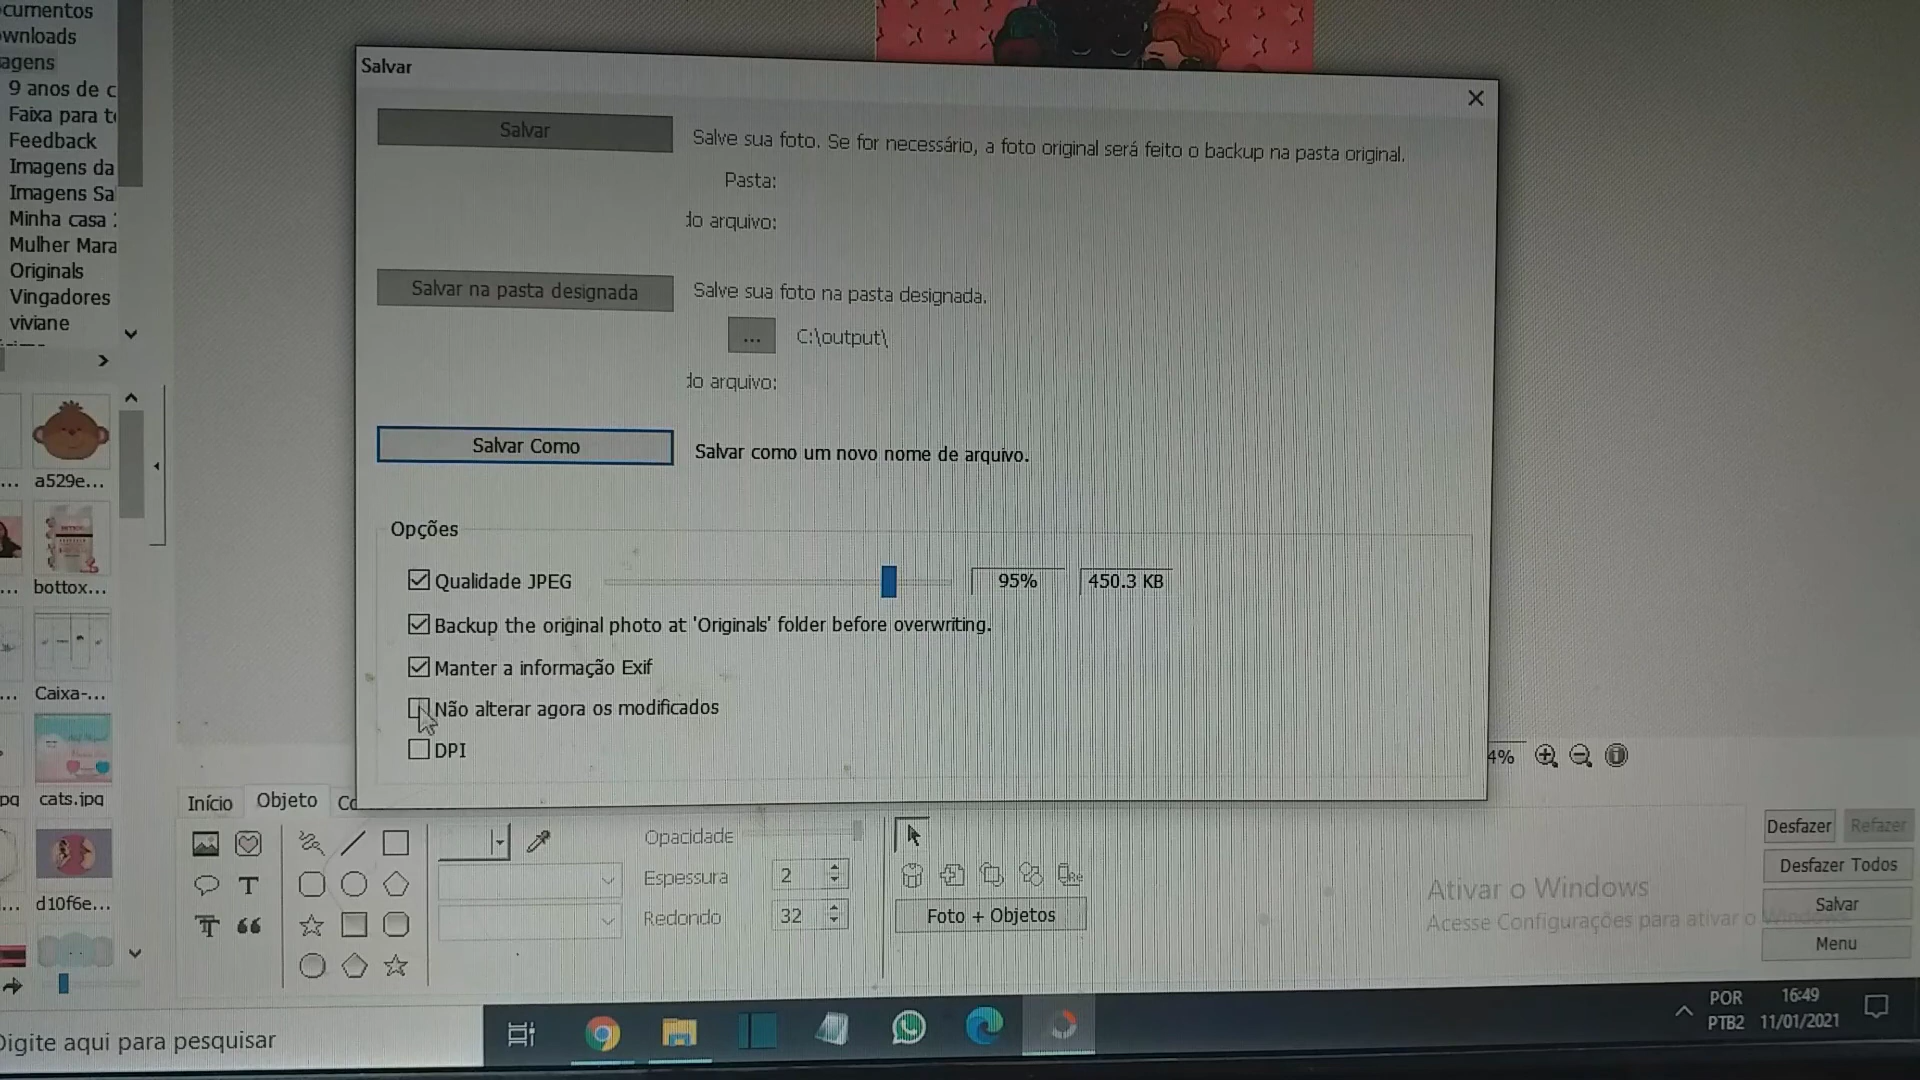 cumentos
wnloads
agens
9 anos de c
Faixa para t
Feedback
Imagens da
Imagens Sa
Minha casa
Mulher Mara
Originals
Vingadores
viviane
a529e...
bottox...
Caixa-...
pq cats.jpq
d10f6e...
Salvar
Salvar
Salve sua foto. Se for necessário, a foto original será feito o backup na pasta original.
Pasta:
do arquivo:
Salvar na pasta designada
Salve sua foto na pasta designada.
... C:\output\
do arquivo:
Salvar Como
Salvar como um novo nome de arquivo.
Opções
Qualidade JPEG 95% 450.3 KB
Backup the original photo at 'Originals' folder before overwriting.
Manter a informação Exif
Não alterar agora os modificados
DPI
4%
Início Objeto Co
Opacidade
Espessura 2
Redondo 32
Foto + Objetos
Desfazer Refazer
Desfazer Todos
Salvar
Menu
Ativar o Windows
Acesse Configurações para ativar o Windows.
Digite aqui para pesquisar
POR
PTB2
16:49
11/01/2021